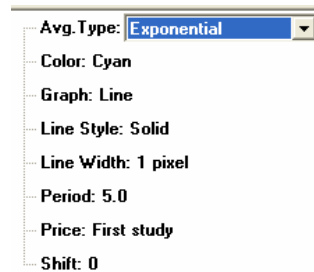 Avg.Type: Exponential
Color: Cyan
Graph: Line
Line Style: Solid
Line Width: 1 pixel
Period: 5.0
Price: First study
Shift: 0